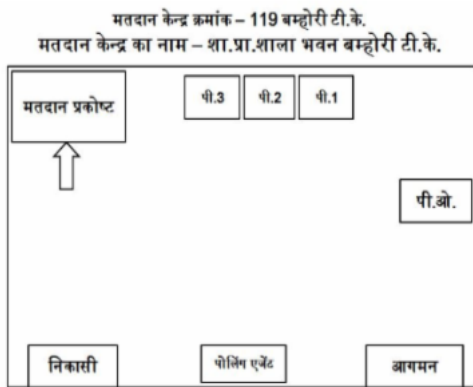 मतदान केन्द्र क्रमांक – 119 बम्होरी टी.के.
मतदान केन्द्र का नाम – शा.प्रा.शाला भवन बम्होरी टी.के.
मतदान प्रकोष्ट
पी.3 पी.2 पी.1
पी.ओ.
निकासी पोलिंग एजेंट आगमन